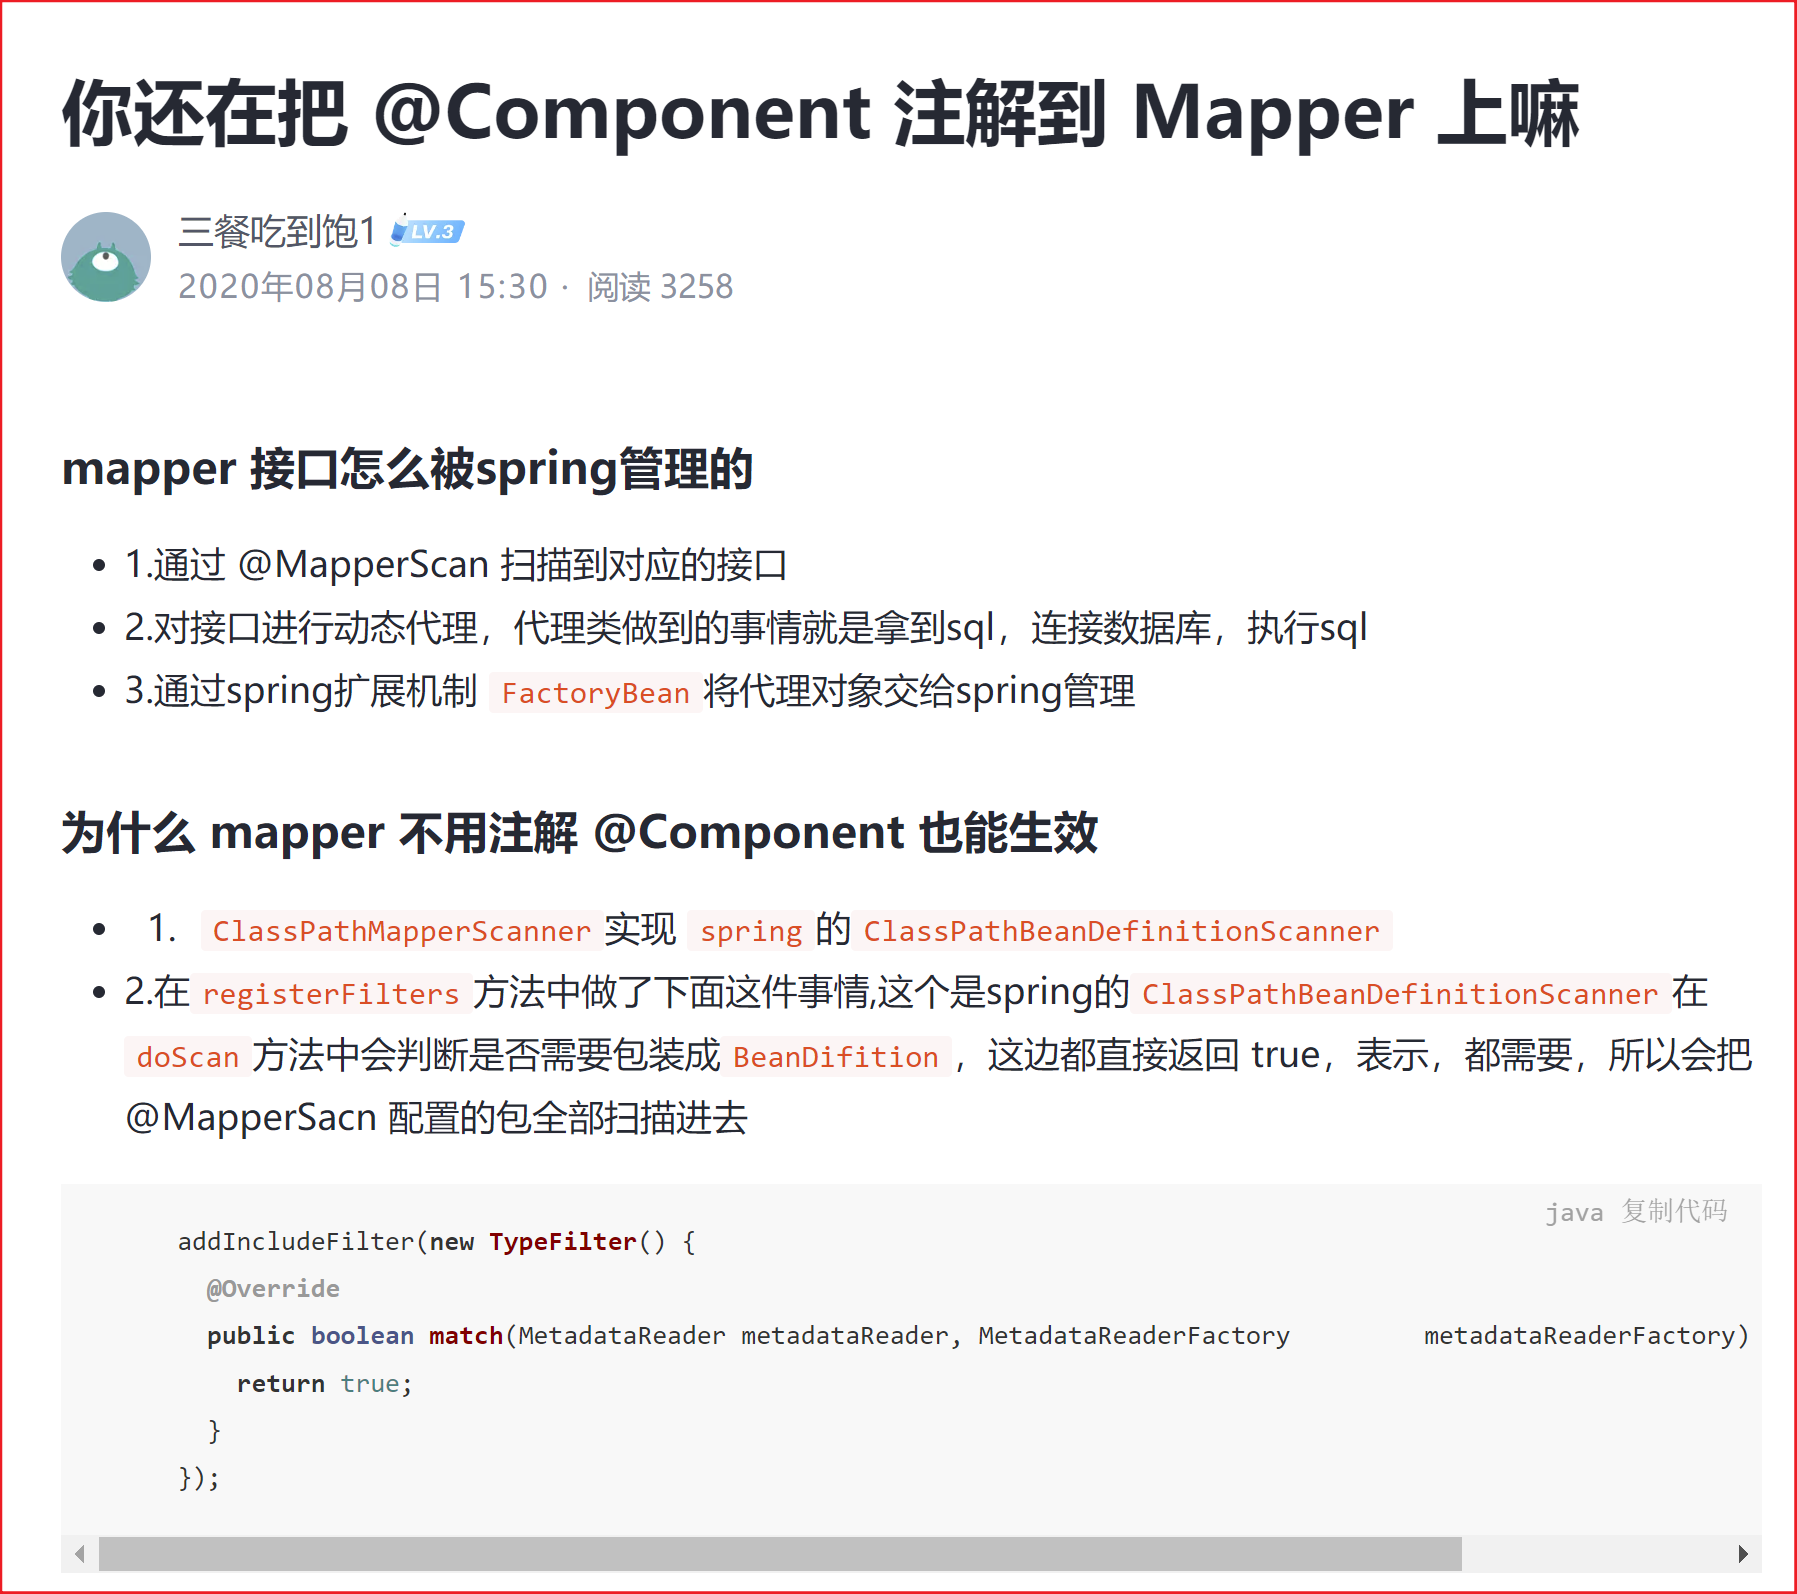 你还在把 @Component 注解到 Mapper 上嘛
三餐吃到饱1 LV.3
2020年08月08日 15:30 · 阅读 3258
mapper 接口怎么被spring管理的
• 1.通过 @MapperScan 扫描到对应的接口
• 2.对接口进行动态代理，代理类做到的事情就是拿到sql，连接数据库，执行sql
• 3.通过spring扩展机制 FactoryBean 将代理对象交给spring管理
为什么 mapper 不用注解 @Component 也能生效
• 1. ClassPathMapperScanner 实现 spring 的 ClassPathBeanDefinitionScanner
• 2.在 registerFilters 方法中做了下面这件事情,这个是spring的 ClassPathBeanDefinitionScanner 在
doScan 方法中会判断是否需要包装成 BeanDifition ，这边都直接返回 true，表示，都需要，所以会把
@MapperSacn 配置的包全部扫描进去
java 复制代码
addIncludeFilter(new TypeFilter() {
@Override
public boolean match(MetadataReader metadataReader, MetadataReaderFactory metadataReaderFactory)
return true;
}
});